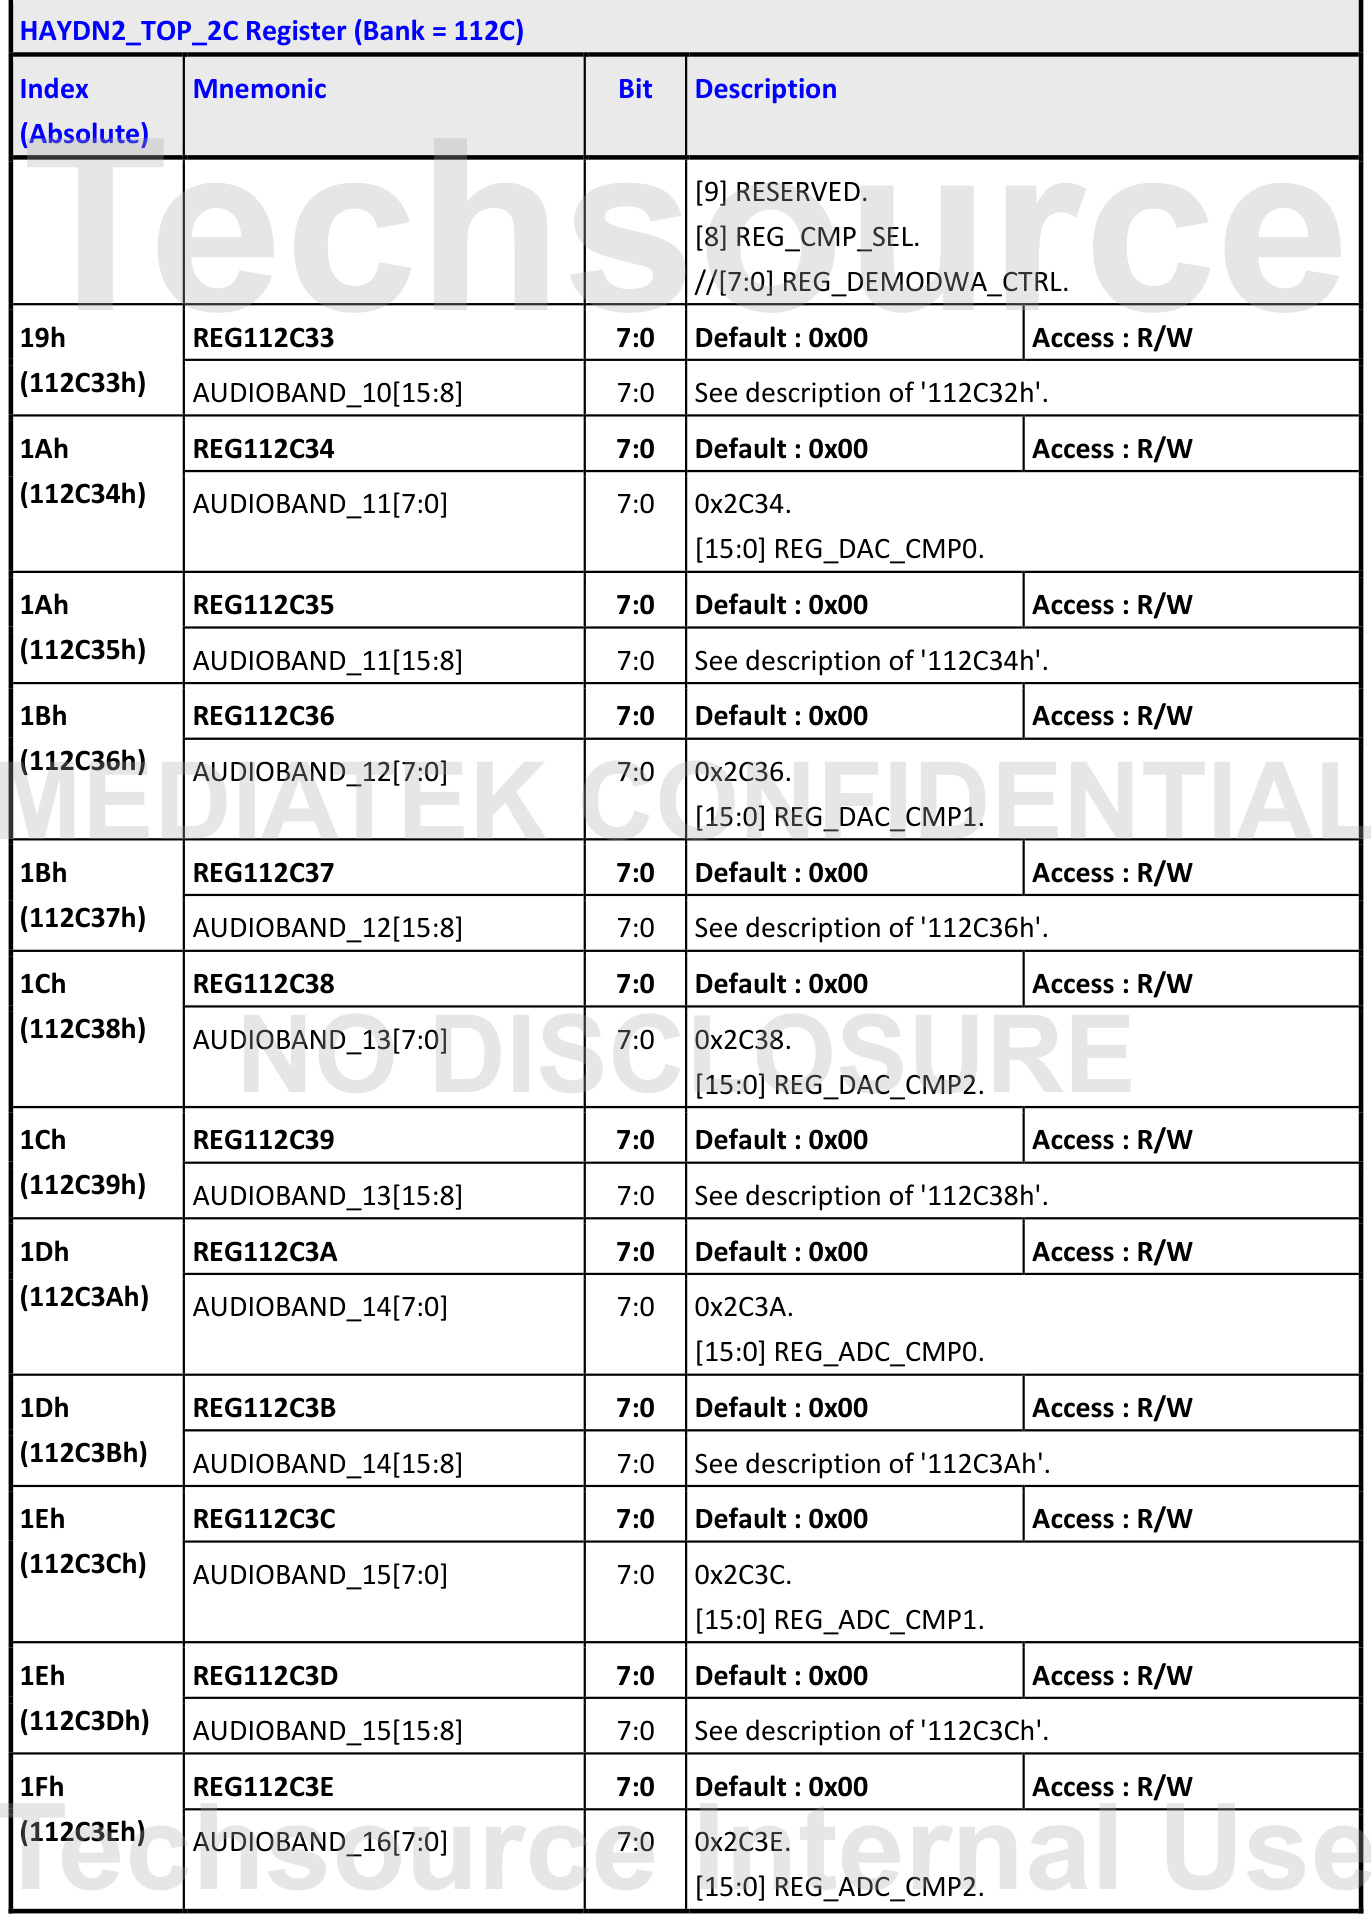 HAYDN2_TOP_2C Register (Bank = 112C)
Index (Absolute) Mnemonic Bit Description
[9] RESERVED.
[8] REG_CMP_SEL.
//[7:0] REG_DEMODWA_CTRL.
Techsource
19h (112C33h) REG112C33 7:0 Default : 0x00 Access : R/W
AUDIOBAND_10[15:8] 7:0 See description of '112C32h'.
1Ah (112C34h) REG112C34 7:0 Default : 0x00 Access : R/W
AUDIOBAND_11[7:0] 7:0 0x2C34.
[15:0] REG_DAC_CMP0.
1Ah (112C35h) REG112C35 7:0 Default : 0x00 Access : R/W
AUDIOBAND_11[15:8] 7:0 See description of '112C34h'.
1Bh (112C36h) REG112C36 7:0 Default : 0x00 Access : R/W
AUDIOBAND_12[7:0] 7:0 0x2C36.
[15:0] REG_DAC_CMP1.
MEDIATEK CONFIDENTIAL
1Bh (112C37h) REG112C37 7:0 Default : 0x00 Access : R/W
AUDIOBAND_12[15:8] 7:0 See description of '112C36h'.
1Ch (112C38h) REG112C38 7:0 Default : 0x00 Access : R/W
AUDIOBAND_13[7:0] 7:0 0x2C38.
[15:0] REG_DAC_CMP2.
NO DISCLOSURE
1Ch (112C39h) REG112C39 7:0 Default : 0x00 Access : R/W
AUDIOBAND_13[15:8] 7:0 See description of '112C38h'.
1Dh (112C3Ah) REG112C3A 7:0 Default : 0x00 Access : R/W
AUDIOBAND_14[7:0] 7:0 0x2C3A.
[15:0] REG_ADC_CMP0.
1Dh (112C3Bh) REG112C3B 7:0 Default : 0x00 Access : R/W
AUDIOBAND_14[15:8] 7:0 See description of '112C3Ah'.
1Eh (112C3Ch) REG112C3C 7:0 Default : 0x00 Access : R/W
AUDIOBAND_15[7:0] 7:0 0x2C3C.
[15:0] REG_ADC_CMP1.
1Eh (112C3Dh) REG112C3D 7:0 Default : 0x00 Access : R/W
AUDIOBAND_15[15:8] 7:0 See description of '112C3Ch'.
1Fh (112C3Eh) REG112C3E 7:0 Default : 0x00 Access : R/W
AUDIOBAND_16[7:0] 7:0 0x2C3E.
[15:0] REG_ADC_CMP2.
Techsource Internal Use